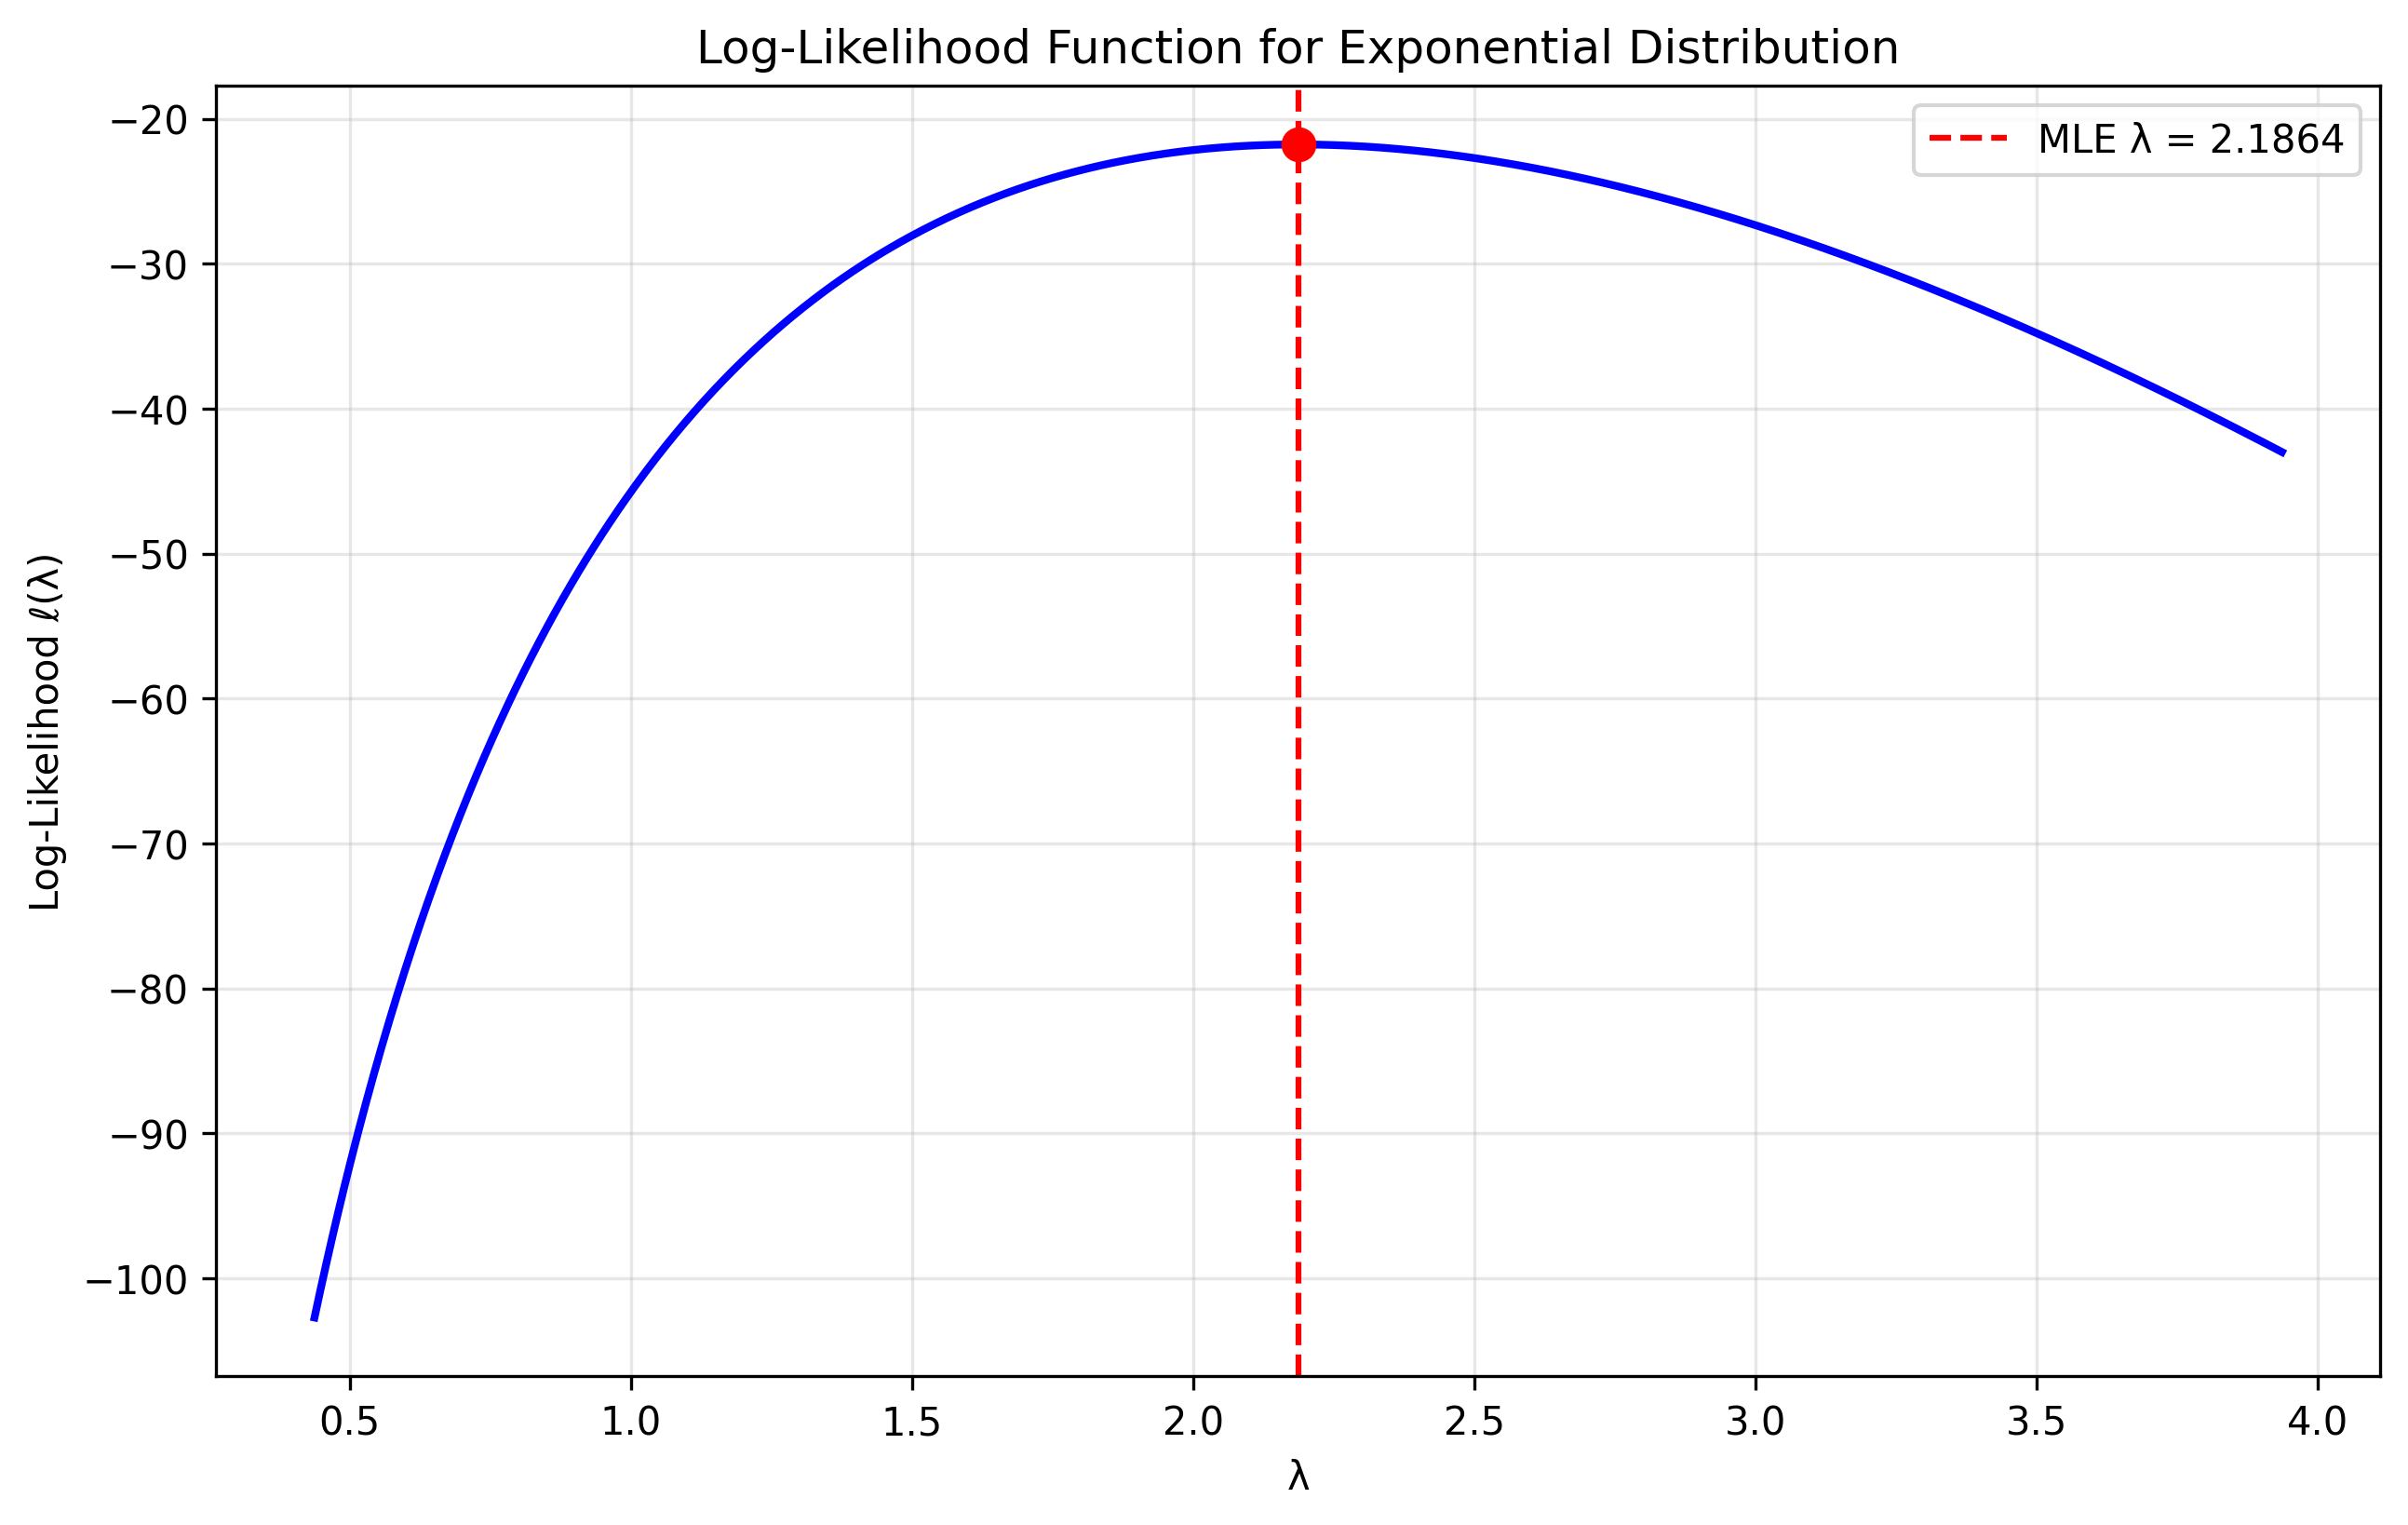 Log-Likelihood Function for Exponential Distribution
MLE λ = 2.1864
Log-Likelihood ℓ(λ)
−20
−30
−40
−50
−60
−70
−80
−90
−100
0.5 1.0 1.5 2.0 2.5 3.0 3.5 4.0
λ